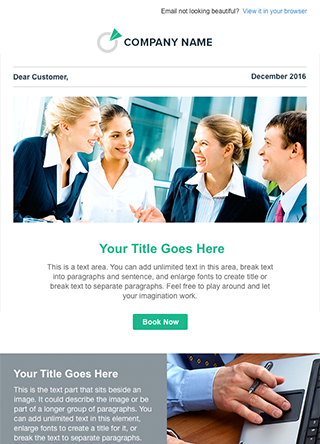 Email not looking beautiful? View it in your browser
COMPANY NAME
Dear Customer, December 2016
Your Title Goes Here
This is a text area. You can add unlimited text in this area, break text
into paragraphs and sentence, and enlarge fonts to create title or
break text to separate paragraphs. Feel free to play around and let
your imagination work.
Book Now
Your Title Goes Here
This is the text part that sits beside an
image. It could describe the image or be
part of a longer group of paragraphs. You
can add unlimited text in this element,
enlarge fonts to create a title for it, or
break text to separate paragraphs.